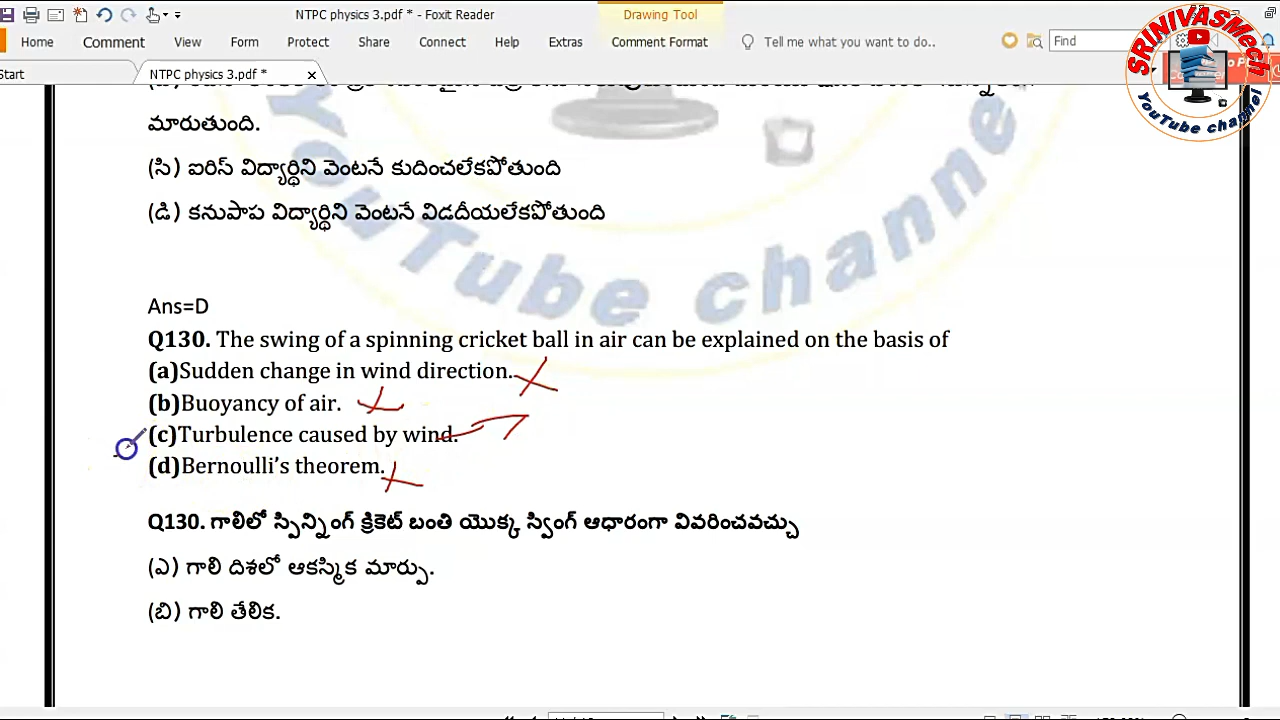 NTPC physics 3.pdf * - Foxit Reader
Drawing Tool
Home Comment View Form Protect Share Connect Help Extras Comment Format Tell me what you want to do.. Find
Start
NTPC physics 3.pdf *
SRINIVASMech
YouTube channel
మారుతుంది.
(సి) ఐరిస్ విద్యార్థిని వెంటనే కుదించలేకపోతుంది
(డి) కనుపాప విద్యార్థిని వెంటనే విడదీయలేకపోతుంది
YouTube channe
Ans=D
Q130. The swing of a spinning cricket ball in air can be explained on the basis of
(a)Sudden change in wind direction.
(b)Buoyancy of air.
(c)Turbulence caused by wind.
(d)Bernoulli’s theorem.
Q130. గాలిలో స్పిన్నింగ్ క్రికెట్ బంతి యొక్క స్వింగ్ ఆధారంగా వివరించవచ్చు
(ఎ) గాలి దిశలో ఆకస్మిక మార్పు.
(బి) గాలి తేలిక.